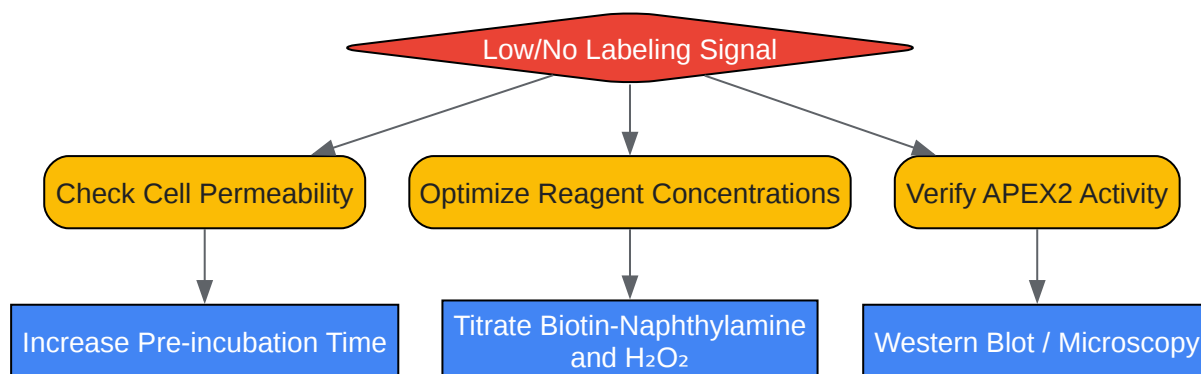 Low/No Labeling Signal
Check Cell Permeability
Optimize Reagent Concentrations
Verify APEX2 Activity
Increase Pre-incubation Time
Titrate Biotin-Naphthylamine
and H₂O₂
Western Blot / Microscopy